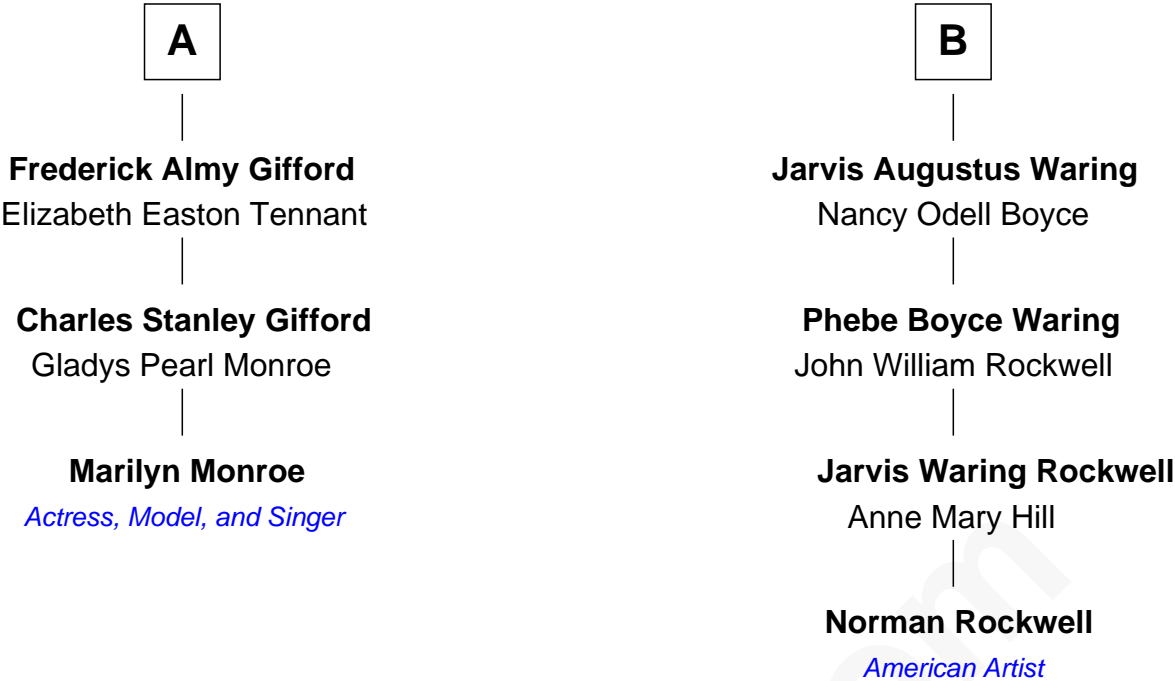 A
Frederick Almy Gifford
Elizabeth Easton Tennant
Charles Stanley Gifford
Gladys Pearl Monroe
Marilyn Monroe
Actress, Model, and Singer
B
Jarvis Augustus Waring
Nancy Odell Boyce
Phebe Boyce Waring
John William Rockwell
Jarvis Waring Rockwell
Anne Mary Hill
Norman Rockwell
American Artist